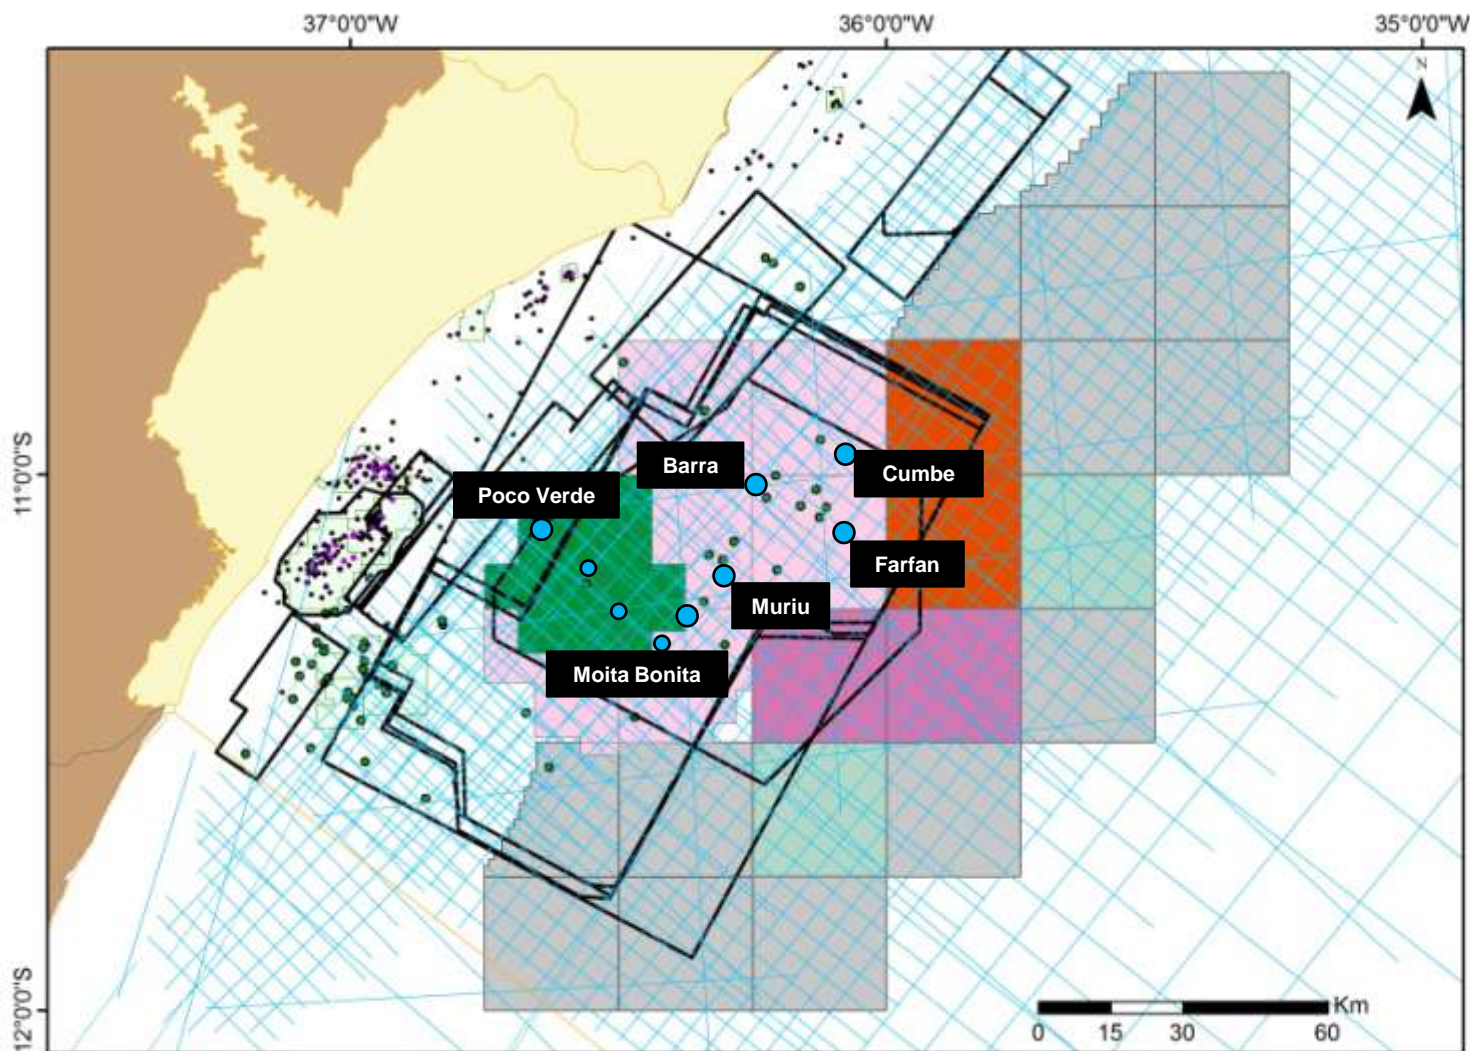 37°0'0"W
36°0'0"W
35°0'0"W
N
11°0'0"S
12°0'0"S
Barra
Cumbe
Poco Verde
Farfan
Muriu
Moita Bonita
Km
0
15
30
60